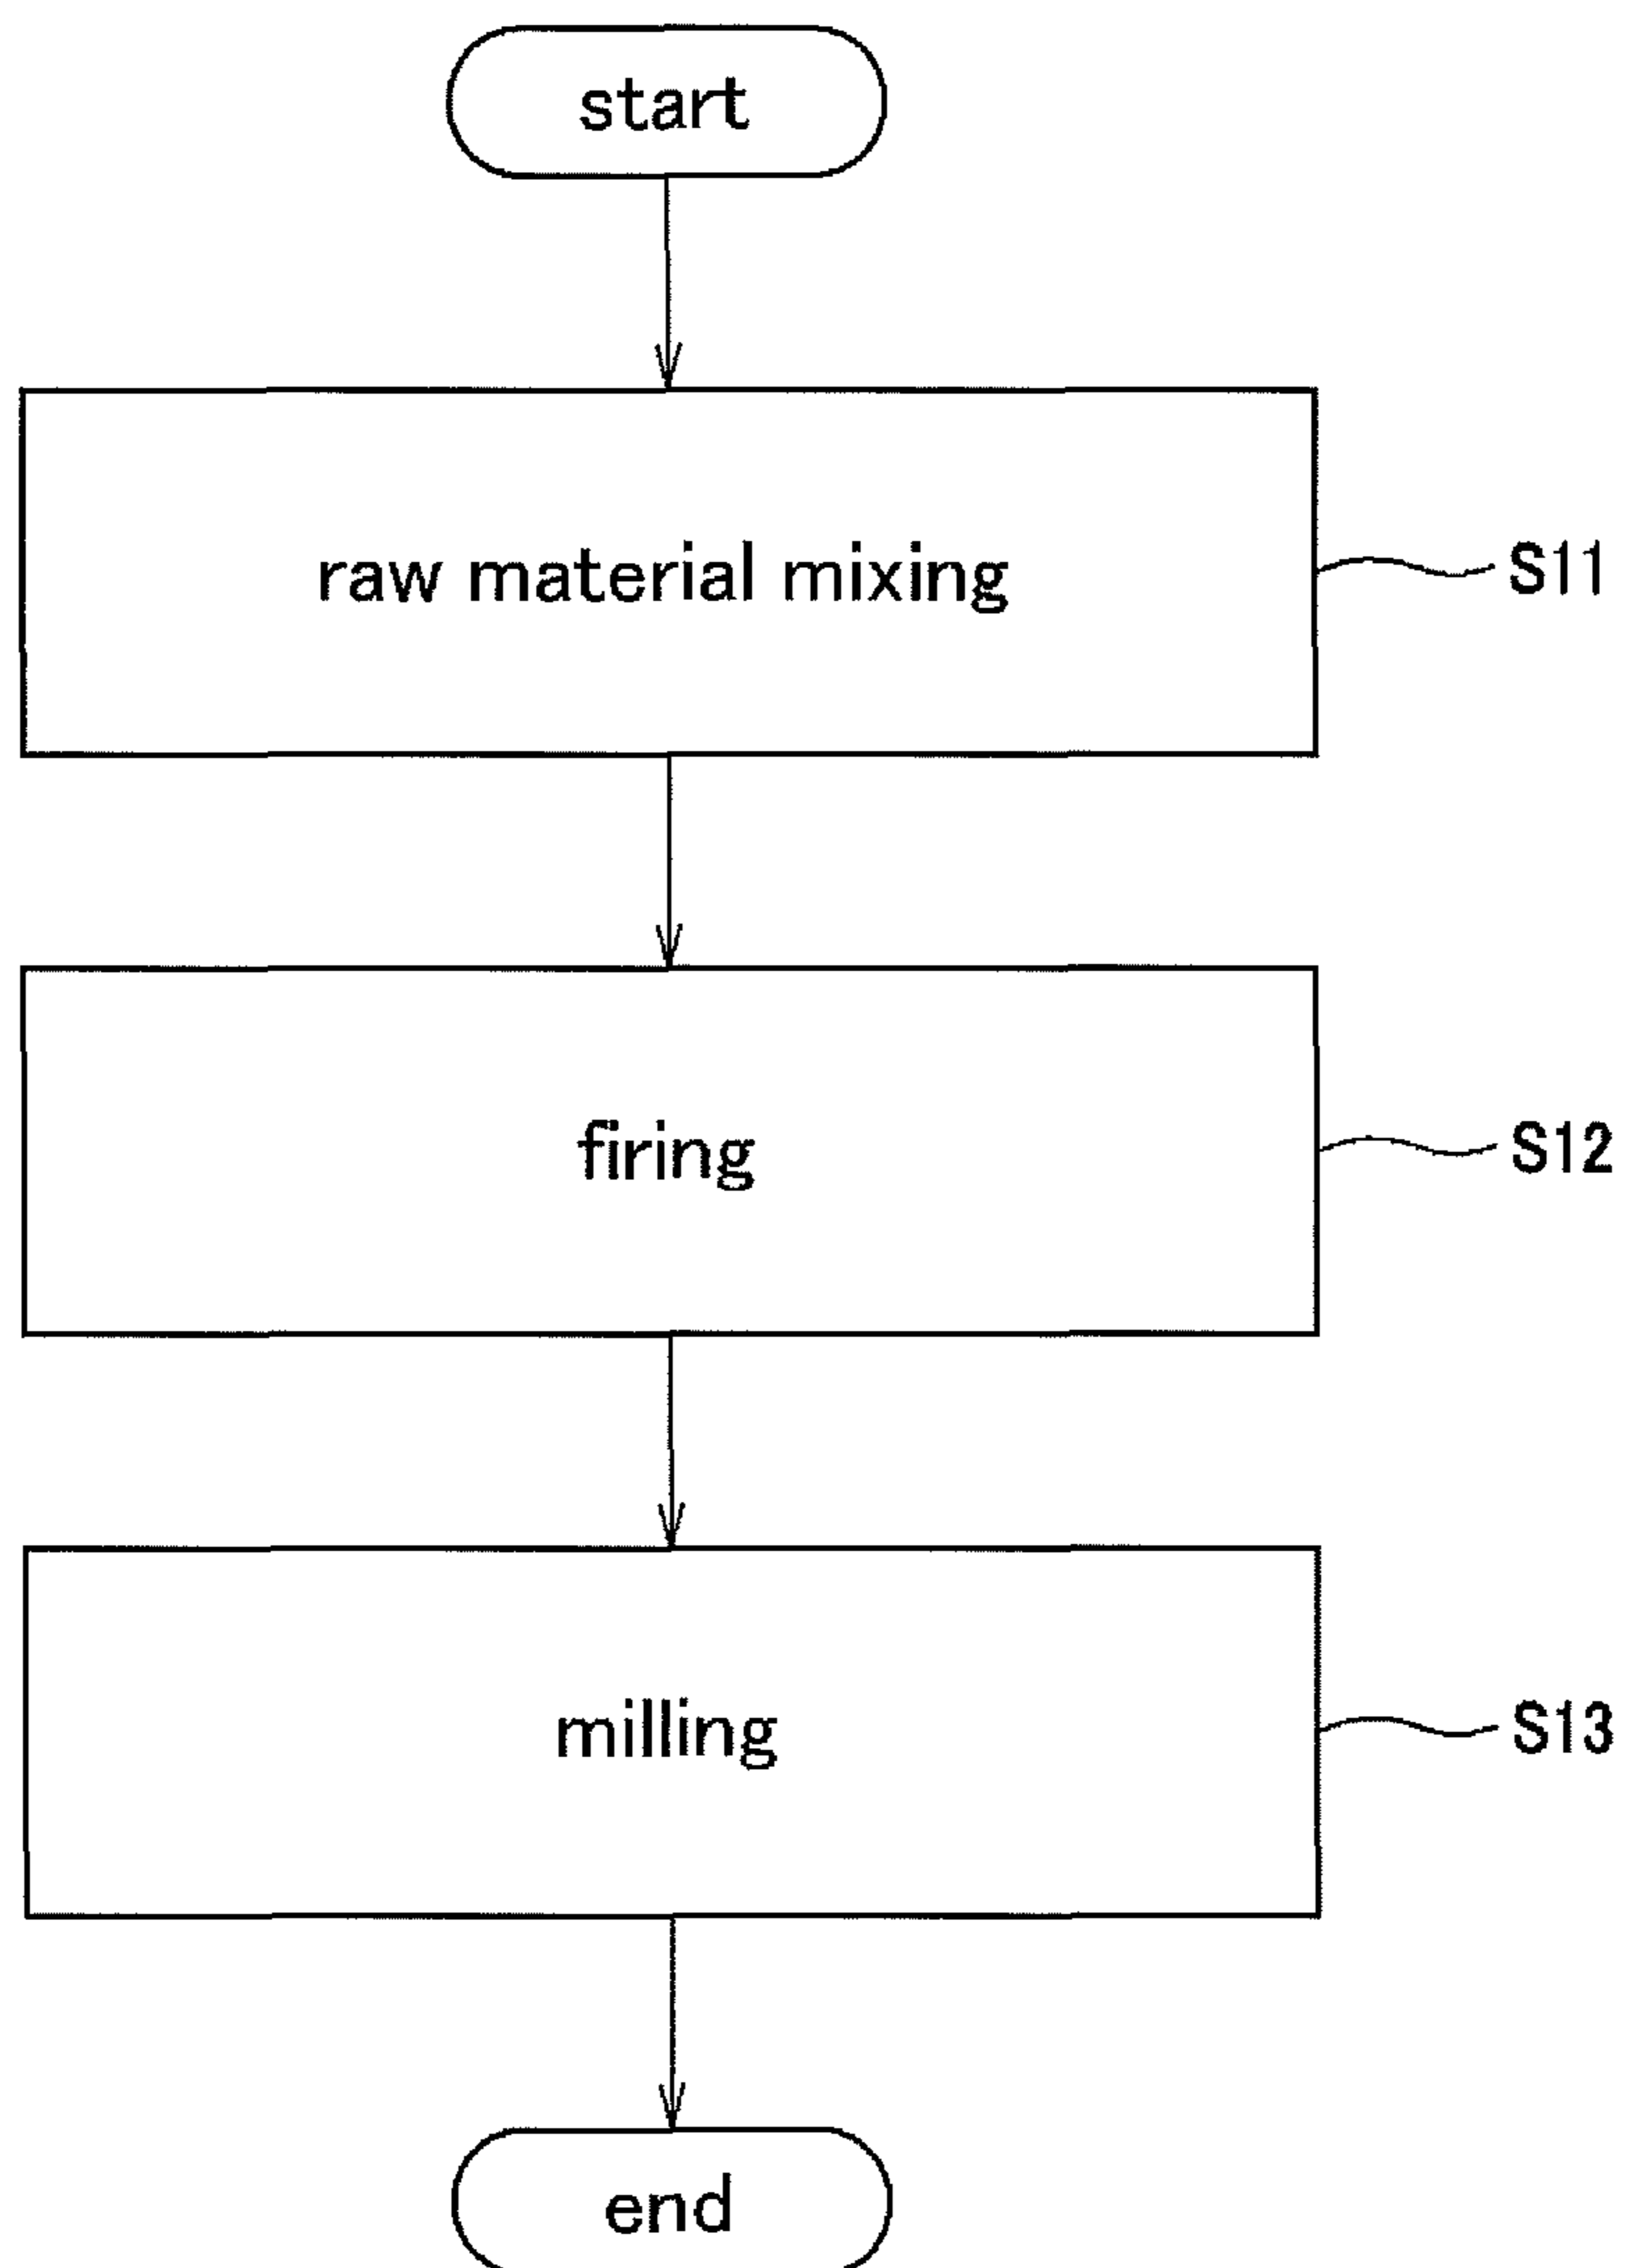 start
raw material mixing
S11
firing
S12
milling
S13
end